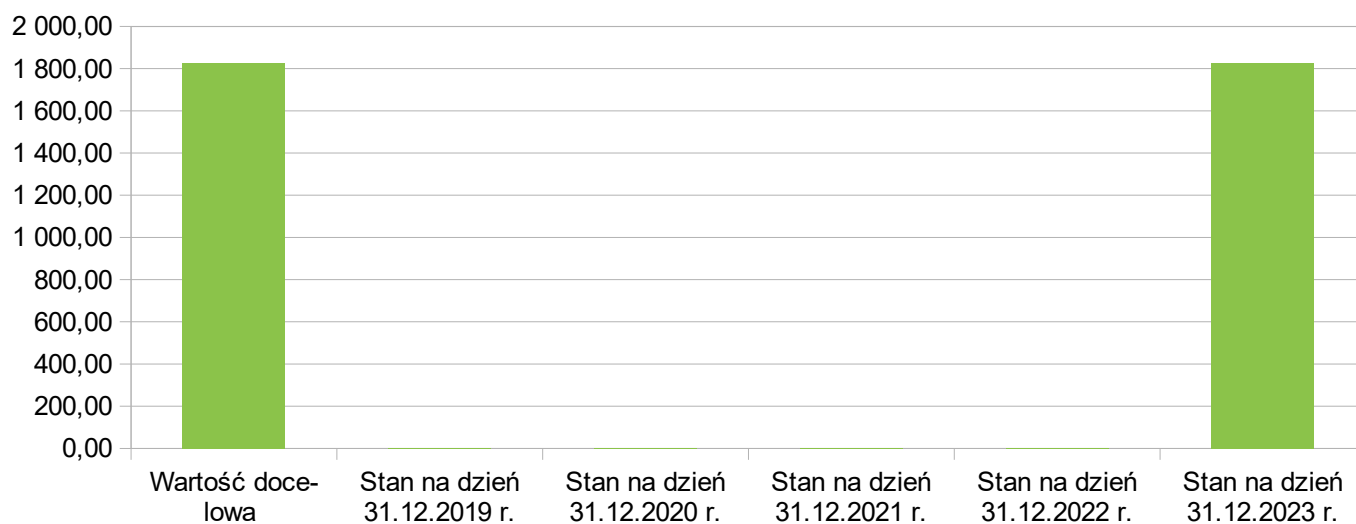 2 000,00
1 800,00
1 600,00
1 400,00
1 200,00
1 000,00
800,00
600,00
400,00
200,00
0,00
Wartość doce-
lowa
Stan na dzień
31.12.2019 r.
Stan na dzień
31.12.2020 r.
Stan na dzień
31.12.2021 r.
Stan na dzień
31.12.2022 r.
Stan na dzień
31.12.2023 r.